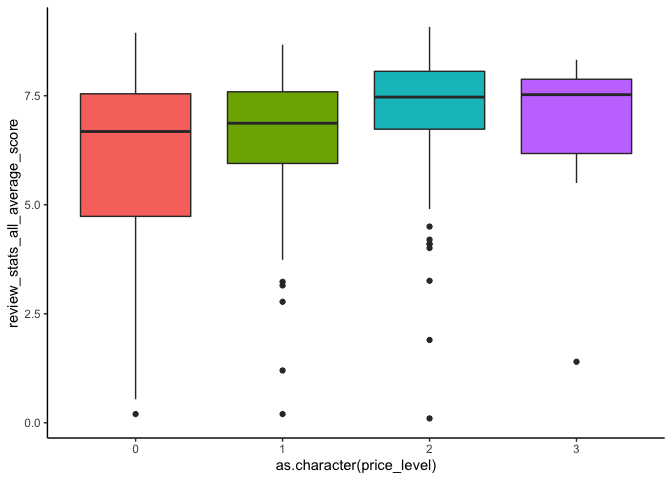 review_stats_all_average_score
7.5
5.0
2.5
0.0
0 1 2 3
as.character(price_level)